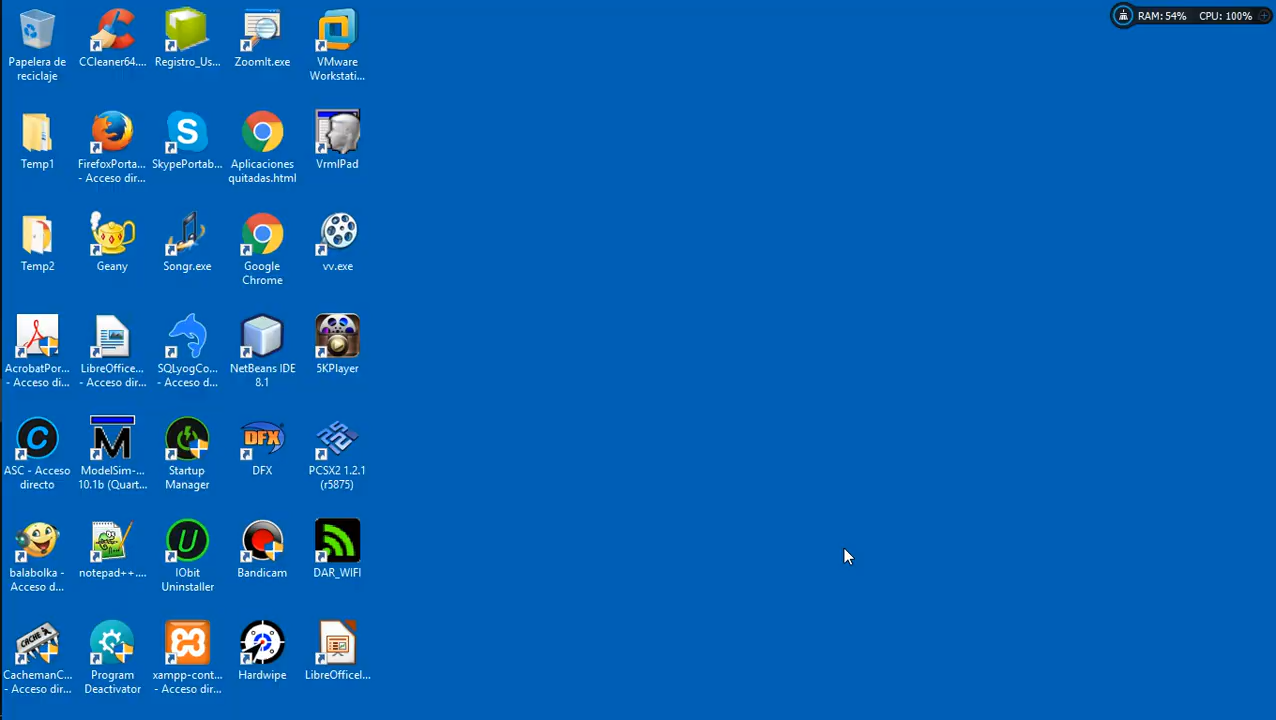 RAM: 54% CPU: 100%
Papelera de
reciclaje
CCleaner64....
Registro_Us...
ZoomIt.exe
VMware
Workstati...
Temp1
FirefoxPorta...
- Acceso dir...
SkypePortab...
Aplicaciones
quitadas.html
VrmlPad
Temp2
Geany
Songr.exe
Google
Chrome
vv.exe
AcrobatPor...
- Acceso di...
LibreOffice...
- Acceso dir...
SQLyogCo...
- Acceso d...
NetBeans IDE
8.1
5KPlayer
ASC - Acceso
directo
ModelSim-...
10.1b (Quart...
Startup
Manager
DFX
DFX
PCSX2 1.2.1
(r5875)
balabolka -
Acceso d...
notepad++....
IObit
Uninstaller
Bandicam
DAR_WIFI
CACHE
CachemanC...
- Acceso dir...
Program
Deactivator
xampp-cont...
- Acceso dir...
Hardwipe
LibreOfficeI...